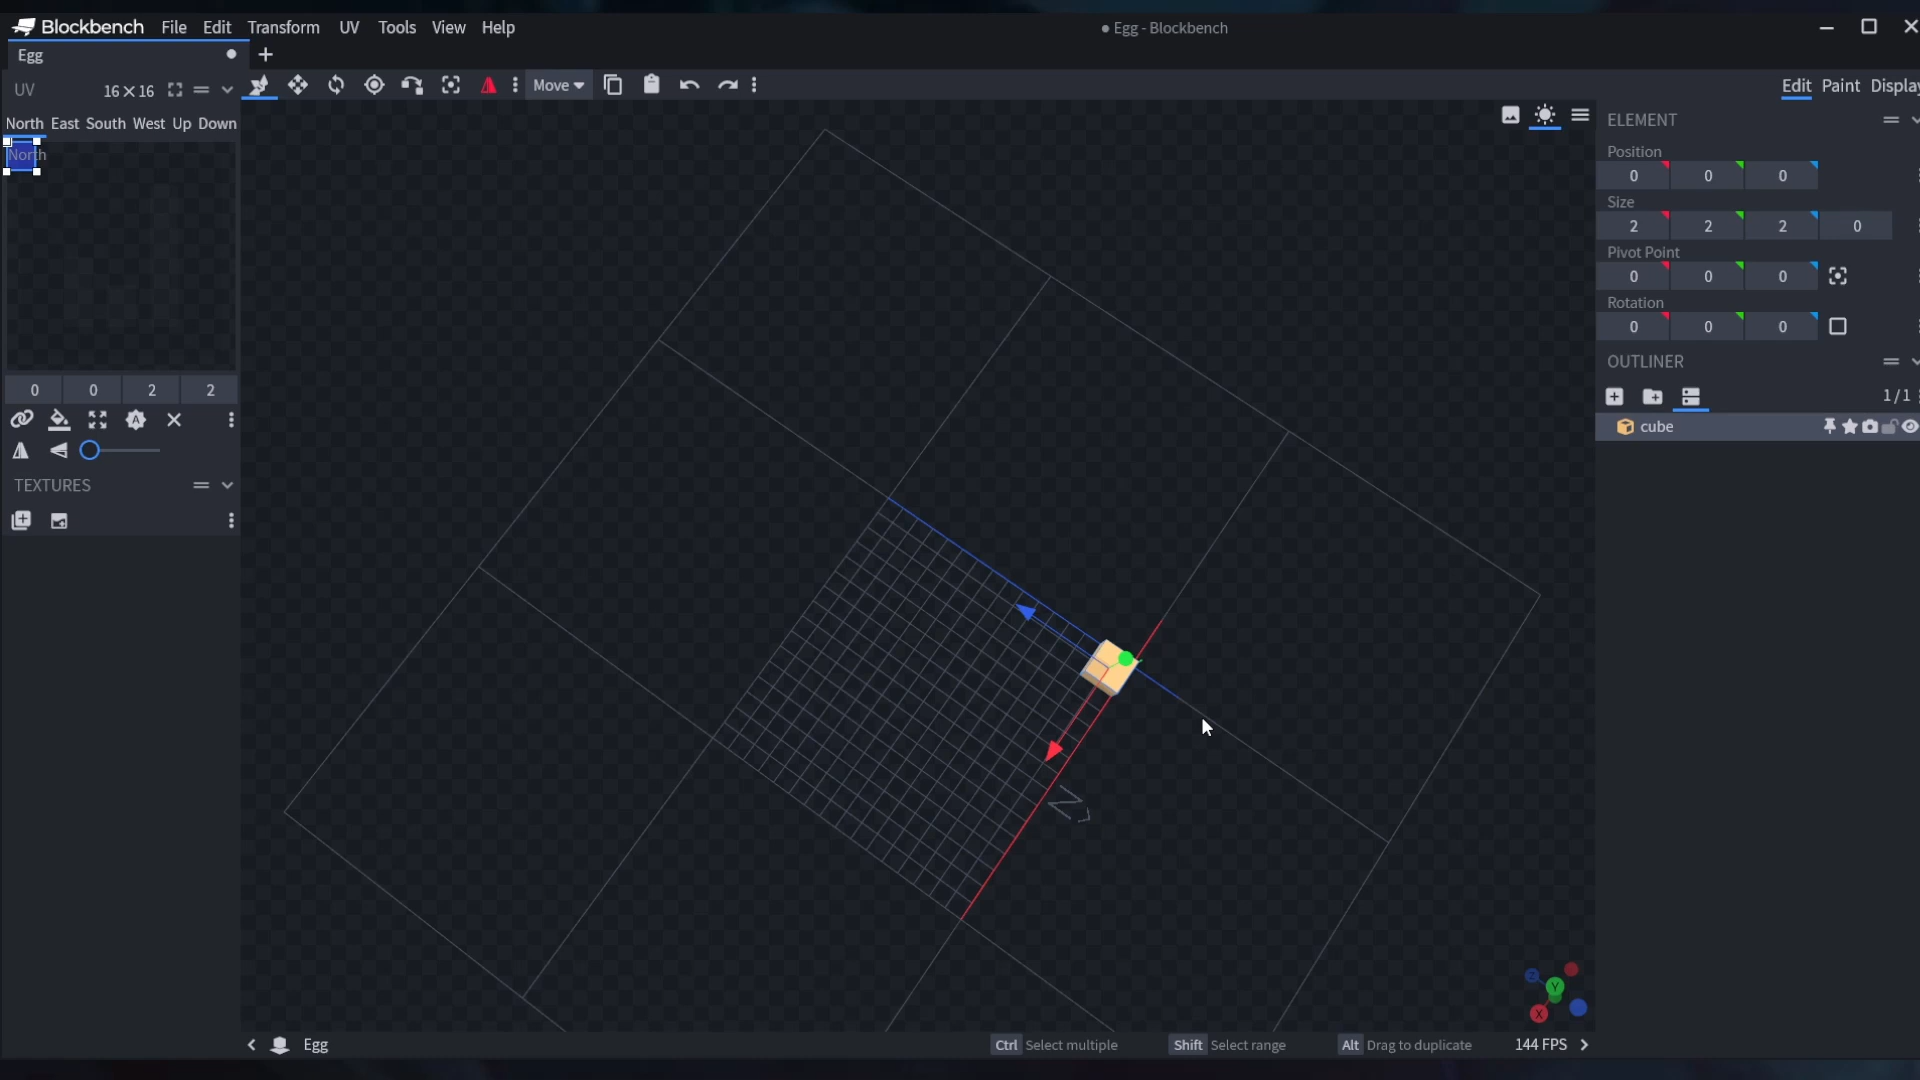 Blockbench File Edit Transform UV Tools View Help
Egg - Blockbench
Egg
UV 16×16
Move
Edit Paint Display
North East South West Up Down
North
ELEMENT
Position
0 0 0
Size
2 2 2 0
Pivot Point
0 0 0
Rotation
0 0 0
OUTLINER
1/1
cube
0 0 2 2
TEXTURES
N
Z
Y
X
Egg
Ctrl Select multiple
Shift Select range
Alt Drag to duplicate
144 FPS